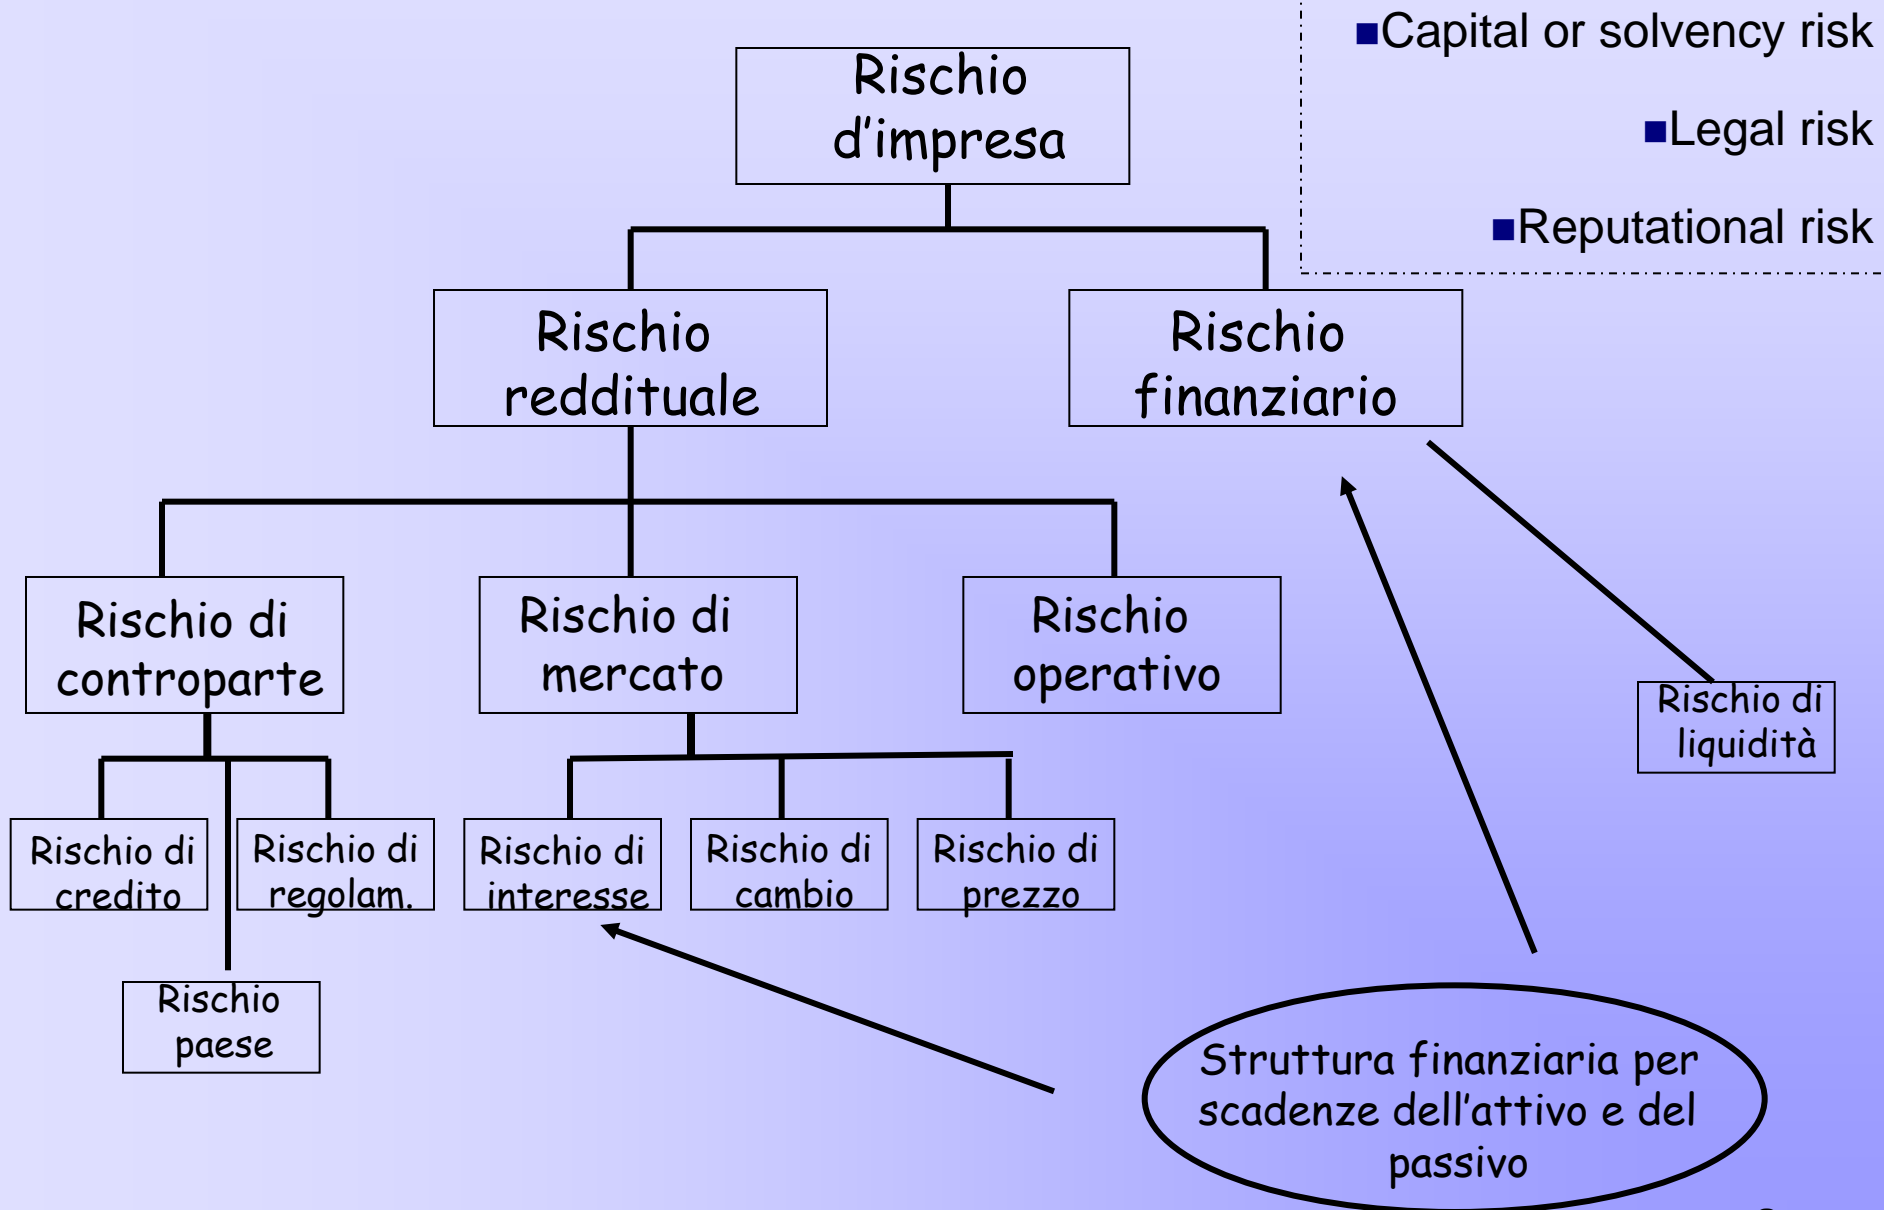 ■Capital or solvency risk
■Legal risk
■Reputational risk
Rischio
d'impresa
Rischio
reddituale
Rischio
finanziario
Rischio di
controparte
Rischio di
mercato
Rischio
operativo
Rischio di
liquidità
Rischio di
credito
Rischio di
regolam.
Rischio di
interesse
Rischio di
cambio
Rischio di
prezzo
Rischio
paese
Struttura finanziaria per
scadenze dell'attivo e del
passivo